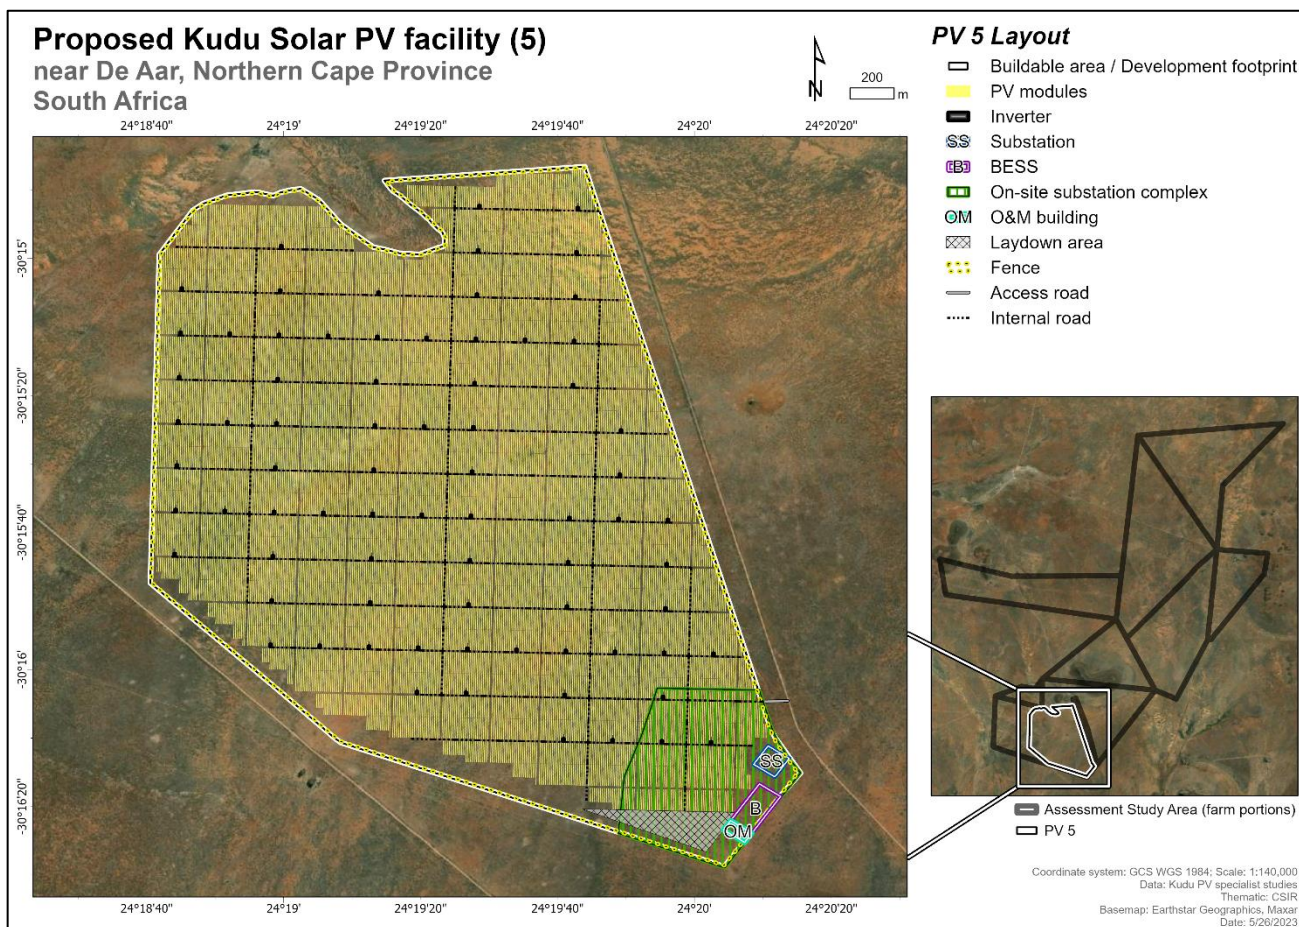 Proposed Kudu Solar PV facility (5)
near De Aar, Northern Cape Province
South Africa
N
200
m
24°18'40"
24°19'
24°19'20"
24°19'40"
24°20'
24°20'20"
-30°15'
-30°15'20"
-30°15'40"
-30°16'
-30°16'20"
SS
B
OM
24°18'40"
24°19'
24°19'20"
24°19'40"
24°20'
24°20'20"
PV 5 Layout
Buildable area / Development footprint
PV modules
Inverter
SS Substation
B BESS
On-site substation complex
OM O&M building
Laydown area
Fence
Access road
Internal road
Assessment Study Area (farm portions)
PV 5
Coordinate system: GCS WGS 1984; Scale: 1:140,000
Data: Kudu PV specialist studies
Thematic: CSIR
Basemap: Earthstar Geographics, Maxar
Date: 5/26/2023